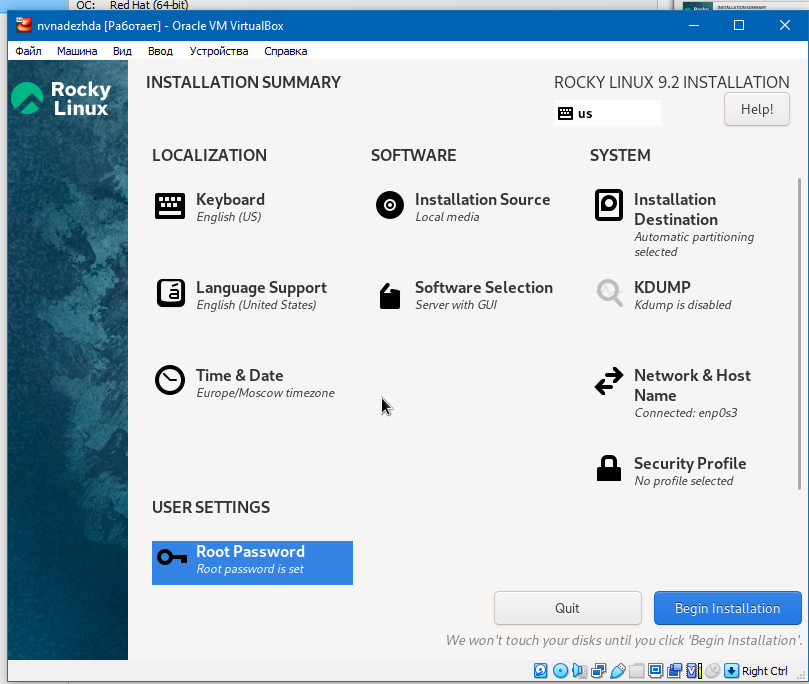 ОС: Red Hat (64-bit)
INSTALLATION SUMMARY
nvnadezhda [Работает] - Oracle VM VirtualBox
Файл Машина Вид Ввод Устройства Справка
Rocky
Linux
INSTALLATION SUMMARY
ROCKY LINUX 9.2 INSTALLATION
us
Help!
LOCALIZATION
Keyboard
English (US)
Language Support
English (United States)
Time & Date
Europe/Moscow timezone
SOFTWARE
Installation Source
Local media
Software Selection
Server with GUI
SYSTEM
Installation
Destination
Automatic partitioning
selected
KDUMP
Kdump is disabled
Network & Host
Name
Connected: enp0s3
Security Profile
No profile selected
USER SETTINGS
Root Password
Root password is set
Quit
Begin Installation
We won't touch your disks until you click 'Begin Installation'.
Right Ctrl